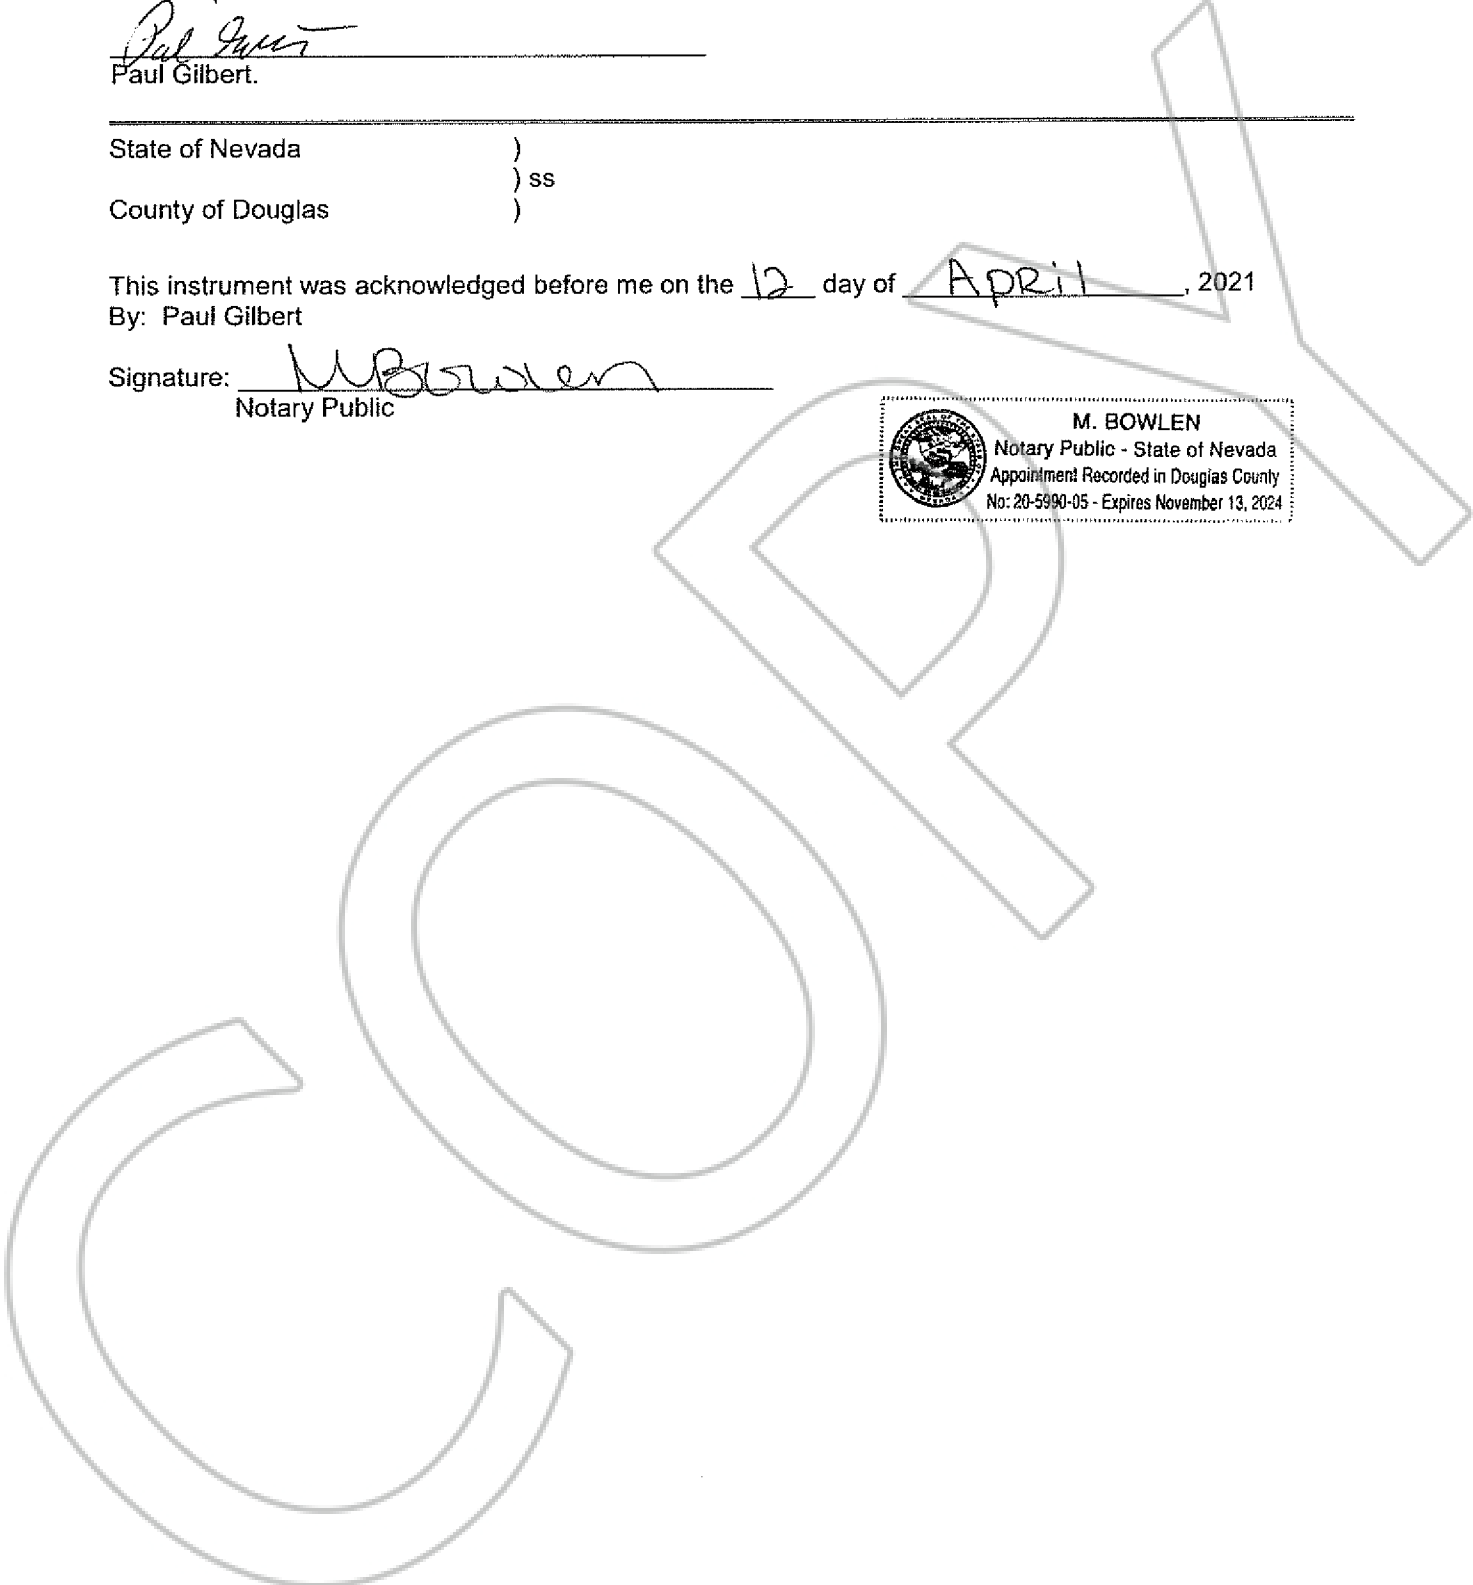 Paul Gilbert.
State of Nevada )
) ss
County of Douglas )
This instrument was acknowledged before me on the 12 day of APRil, 2021
By: Paul Gilbert
Signature: MBowlen
Notary Public
M. BOWLEN
Notary Public - State of Nevada
Appointment Recorded in Douglas County
No: 20-5990-05 - Expires November 13, 2024
COPY